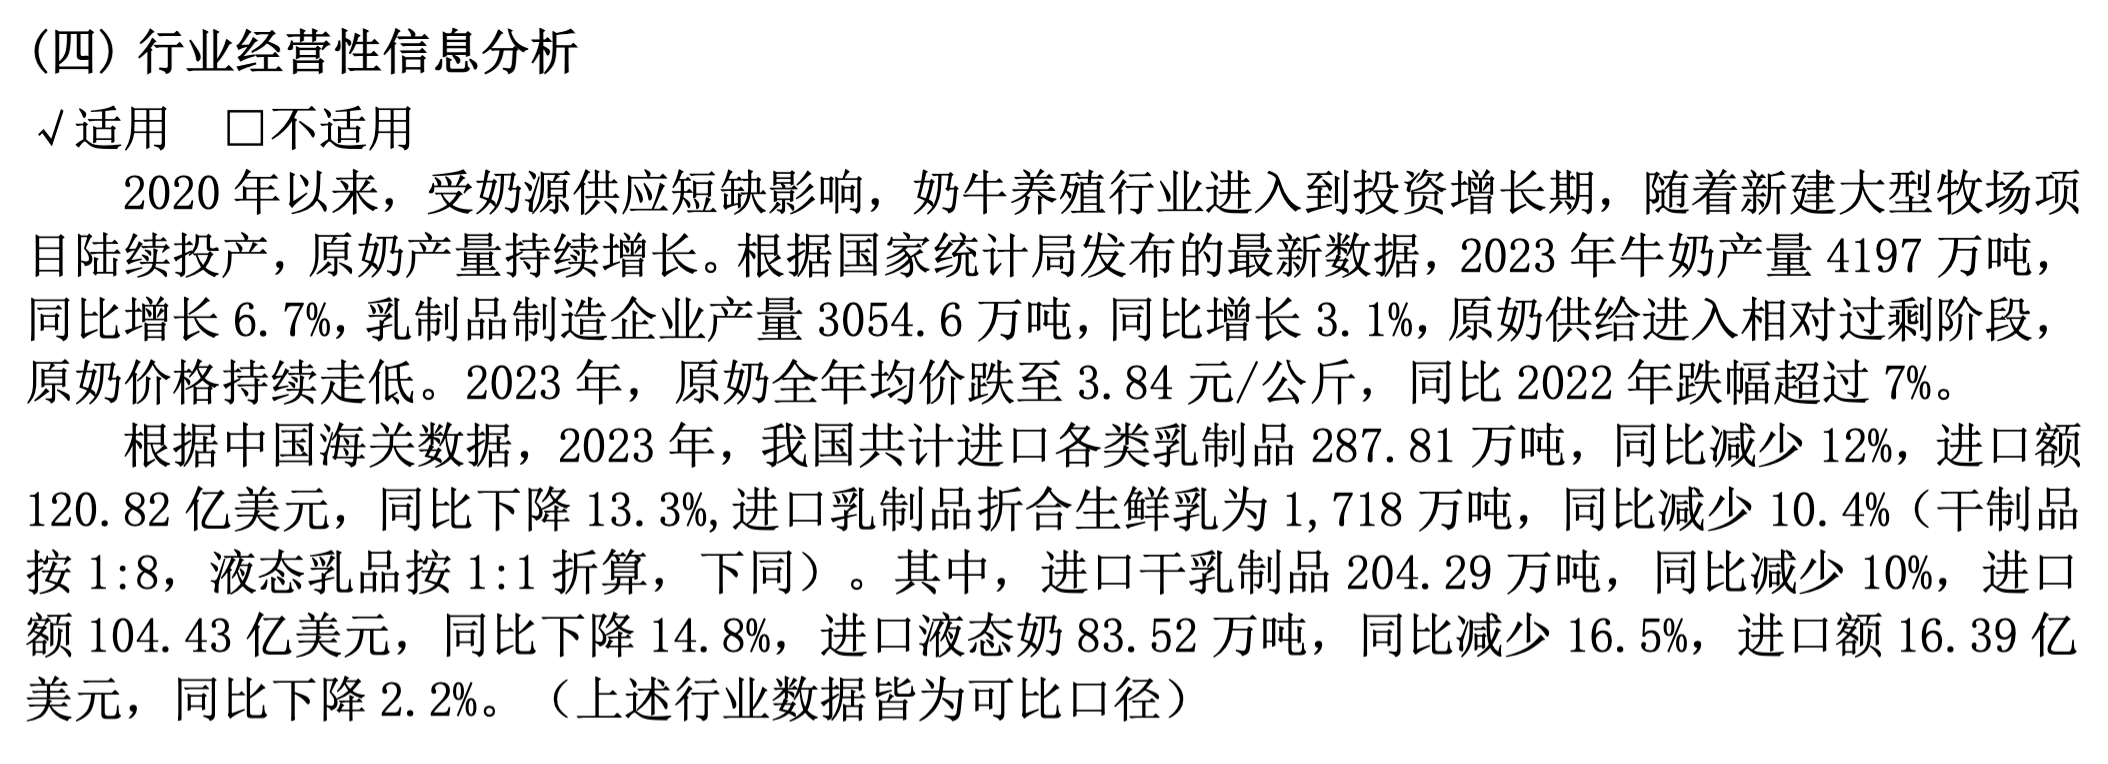 (四) 行业经营性信息分析
√适用 □不适用
2020 年以来，受奶源供应短缺影响，奶牛养殖行业进入到投资增长期，随着新建大型牧场项
目陆续投产，原奶产量持续增长。根据国家统计局发布的最新数据，2023 年牛奶产量 4197 万吨，
同比增长 6.7%，乳制品制造企业产量 3054.6 万吨，同比增长 3.1%，原奶供给进入相对过剩阶段，
原奶价格持续走低。2023 年，原奶全年均价跌至 3.84 元/公斤，同比 2022 年跌幅超过 7%。
根据中国海关数据，2023 年，我国共计进口各类乳制品 287.81 万吨，同比减少 12%，进口额
120.82 亿美元，同比下降 13.3%,进口乳制品折合生鲜乳为 1,718 万吨，同比减少 10.4%（干制品
按 1:8，液态乳品按 1:1 折算，下同）。其中，进口干乳制品 204.29 万吨，同比减少 10%，进口
额 104.43 亿美元，同比下降 14.8%，进口液态奶 83.52 万吨，同比减少 16.5%，进口额 16.39 亿
美元，同比下降 2.2%。（上述行业数据皆为可比口径）